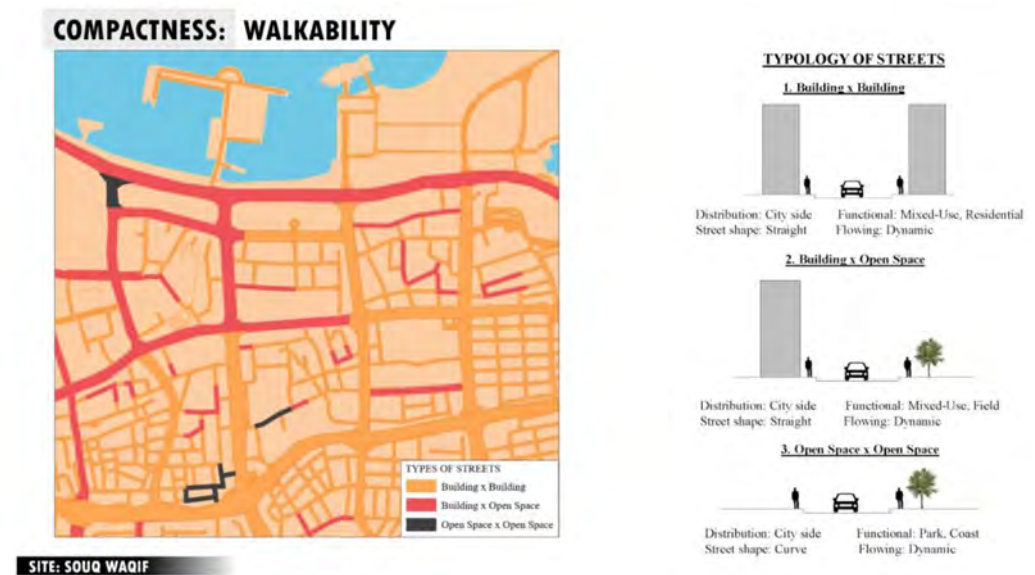 COMPACTNESS: WALKABILITY
TYPES OF STREETS
Building x Building
Building x Open Space
Open Space x Open Space
SITE: SOUQ WAQIF
TYPOLOGY OF STREETS
1. Building x Building
Distribution: City side Functional: Mixed-Use, Residential
Street shape: Straight Flowing: Dynamic
2. Building x Open Space
Distribution: City side Functional: Mixed-Use, Field
Street shape: Straight Flowing: Dynamic
3. Open Space x Open Space
Distribution: City side Functional: Park, Coast
Street shape: Curve Flowing: Dynamic